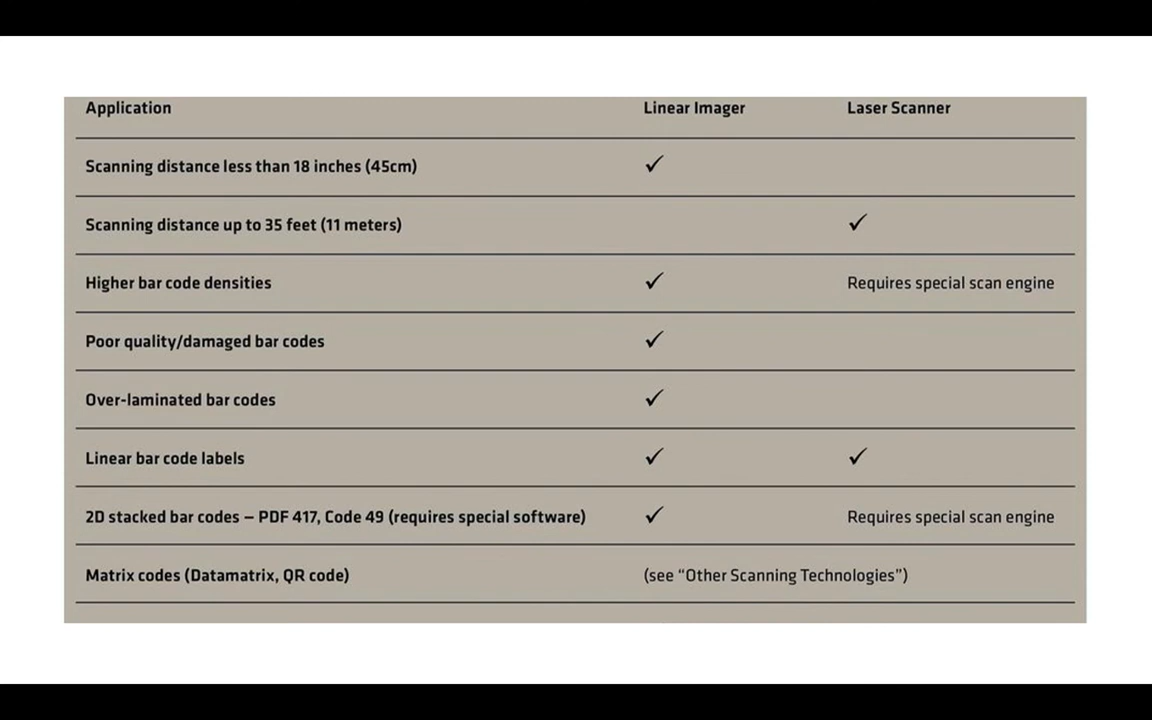 Application Linear Imager Laser Scanner
Scanning distance less than 18 inches (45cm) ✓
Scanning distance up to 35 feet (11 meters) ✓
Higher bar code densities ✓ Requires special scan engine
Poor quality/damaged bar codes ✓
Over-laminated bar codes ✓
Linear bar code labels ✓ ✓
2D stacked bar codes – PDF 417, Code 49 (requires special software) ✓ Requires special scan engine
Matrix codes (Datamatrix, QR code) (see “Other Scanning Technologies”)